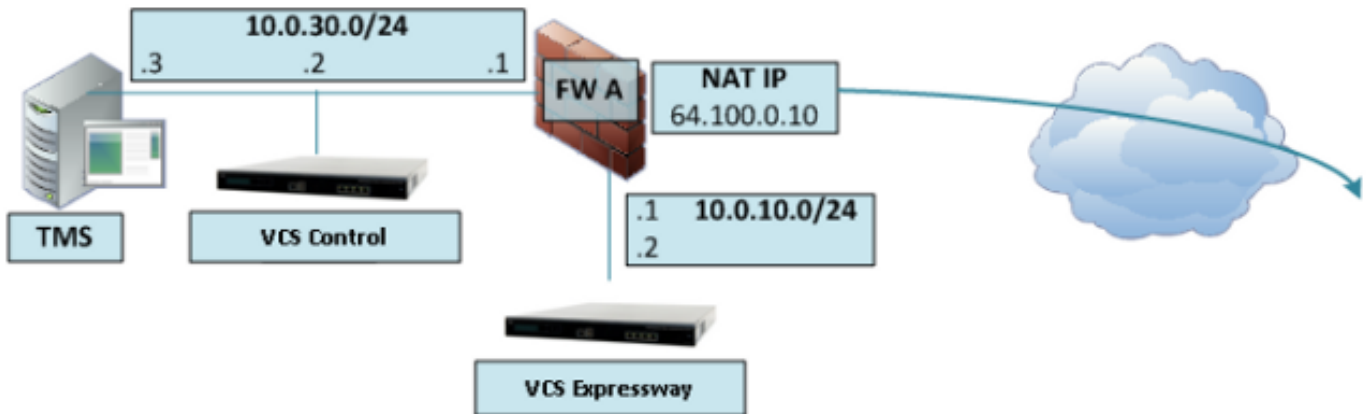 10.0.30.0/24
.3 .2 .1
FW A
NAT IP
64.100.0.10
TMS
VCS Control
.1 10.0.10.0/24
.2
VCS Expressway